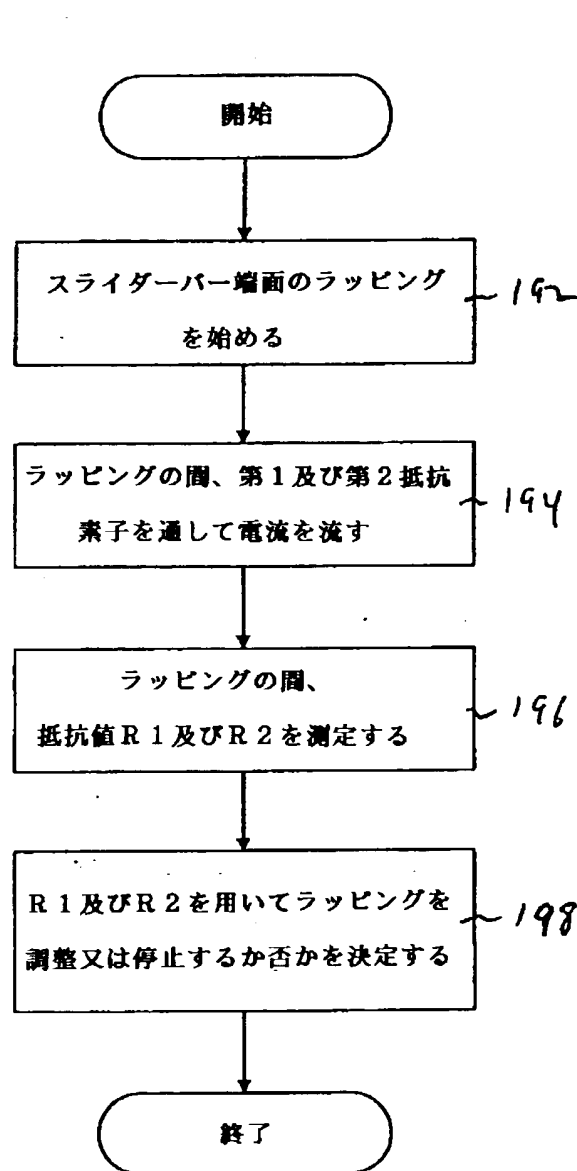 開始
スライダーバー端面のラッピング
を始める
192
ラッピングの間、第1及び第2抵抗
素子を通して電流を流す
194
ラッピングの間、
抵抗値R1及びR2を測定する
196
R1及びR2を用いてラッピングを
調整又は停止するか否かを決定する
198
終了